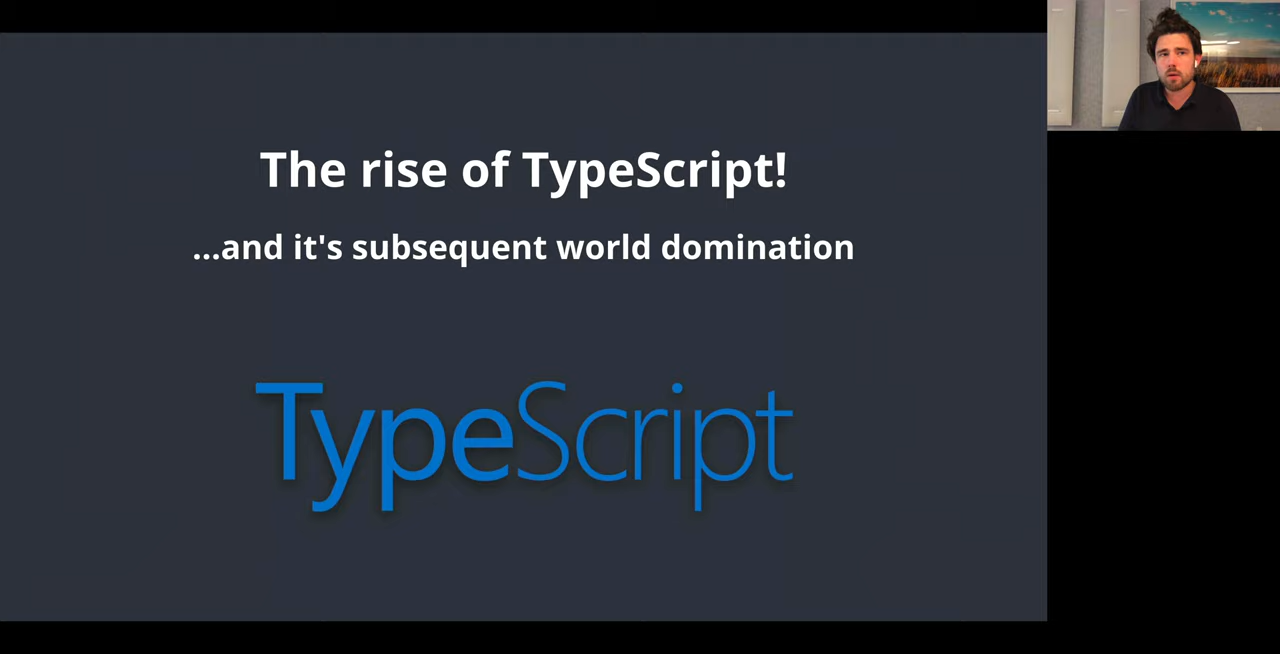 The rise of TypeScript!
...and it's subsequent world domination
TypeScript